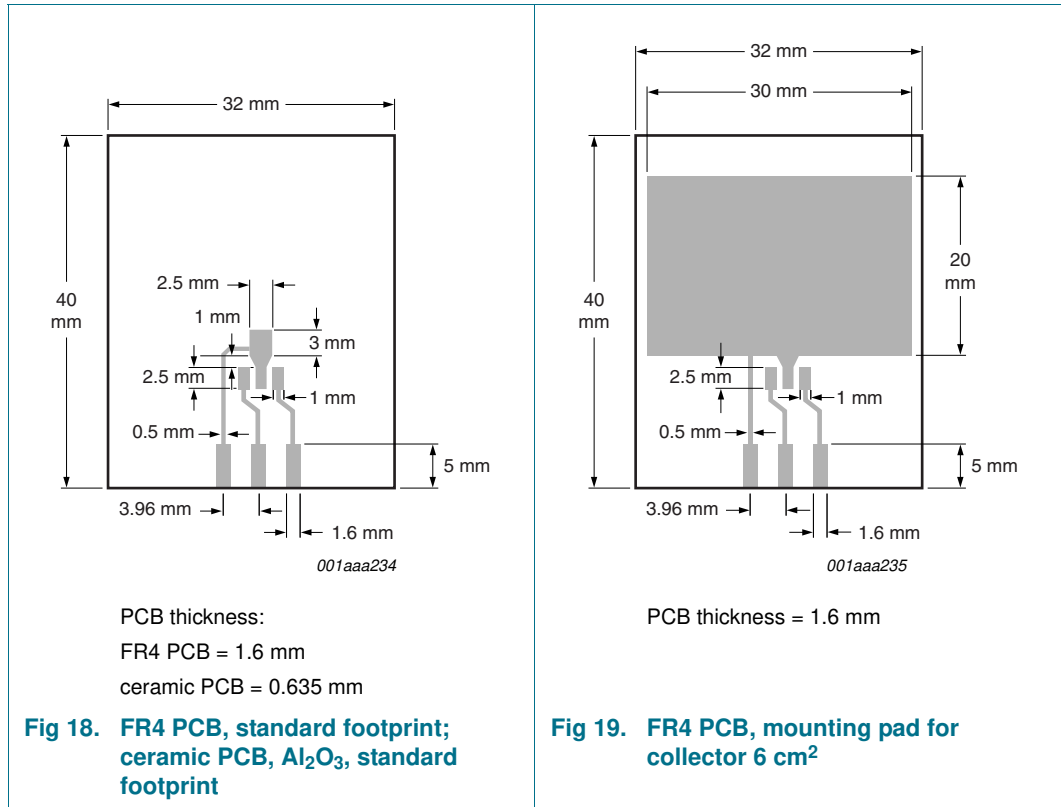 32 mm
40
mm
2.5 mm
1 mm
3 mm
2.5 mm
1 mm
0.5 mm
5 mm
3.96 mm
1.6 mm
001aaa234
PCB thickness:
FR4 PCB = 1.6 mm
ceramic PCB = 0.635 mm
Fig 18. FR4 PCB, standard footprint;
ceramic PCB, Al2O3, standard
footprint
32 mm
30 mm
40
mm
20
mm
2.5 mm
1 mm
0.5 mm
5 mm
3.96 mm
1.6 mm
001aaa235
PCB thickness = 1.6 mm
Fig 19. FR4 PCB, mounting pad for
collector 6 cm2